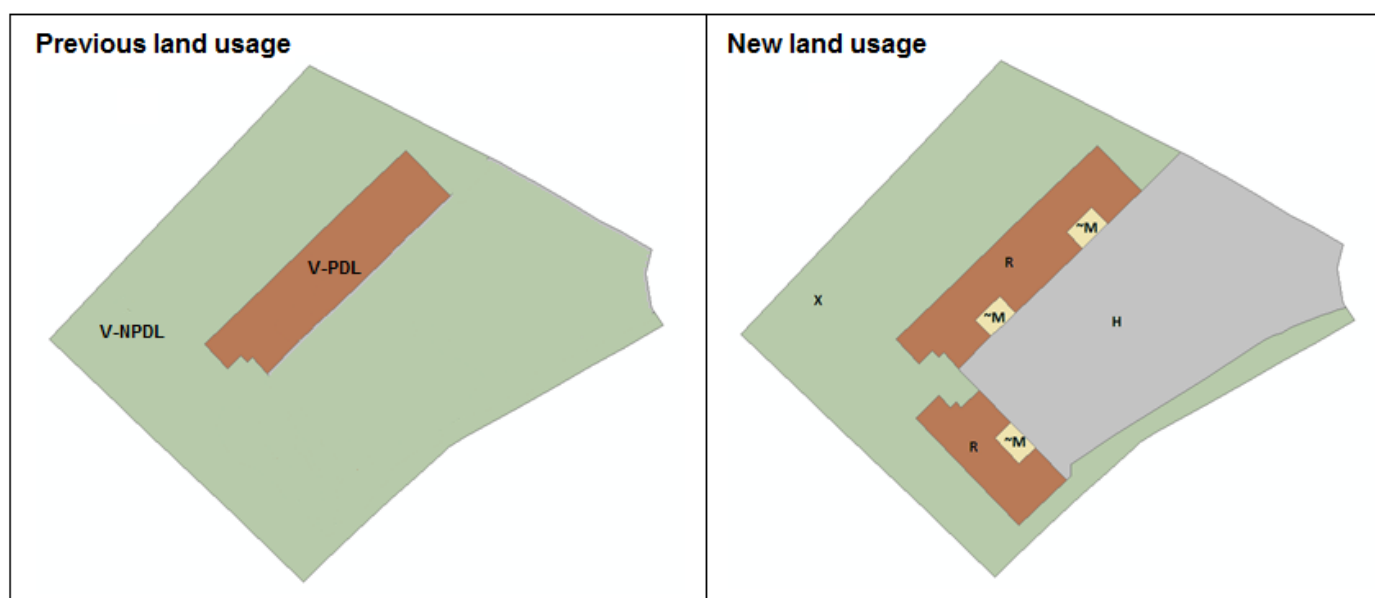 Previous land usage
V-PDL
V-NPDL
New land usage
~M
R
X
~M
H
~M
R